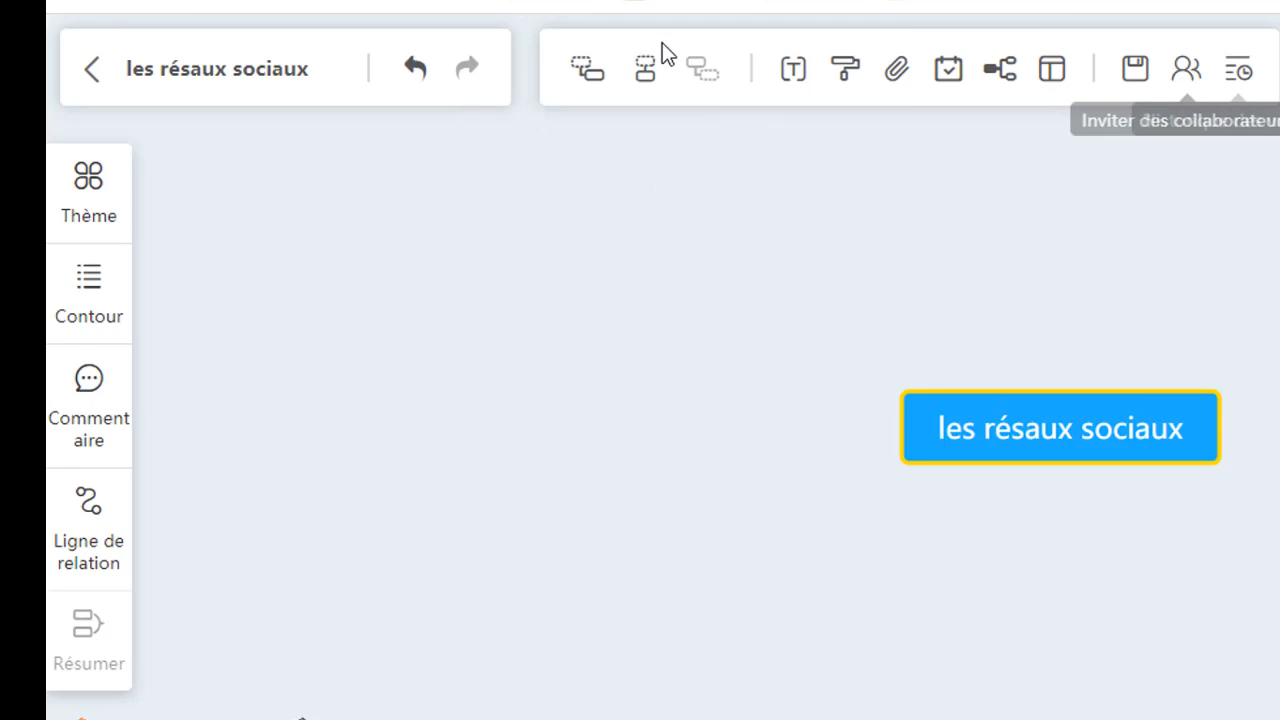 les résaux sociaux
Inviter des collaborateur
Thème
Contour
Comment
aire
les résaux sociaux
Ligne de
relation
Résumer